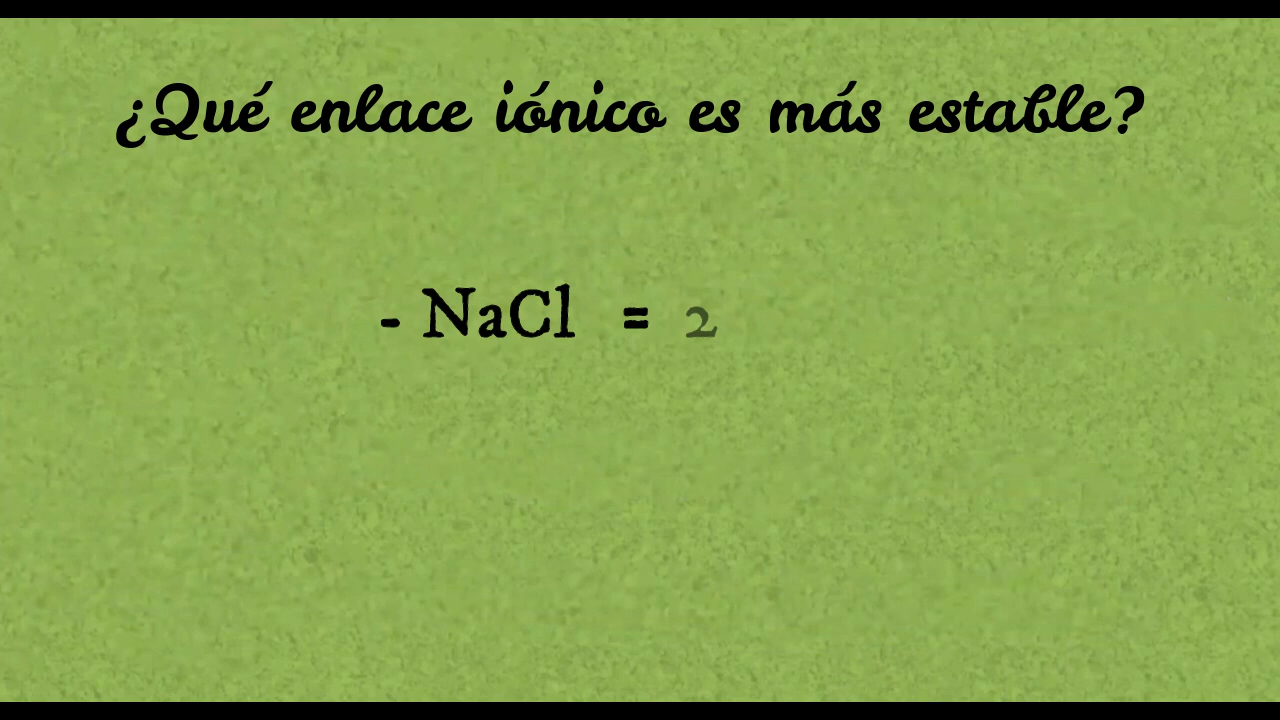 ¿Qué enlace iónico es más estable?
- NaCl = 2